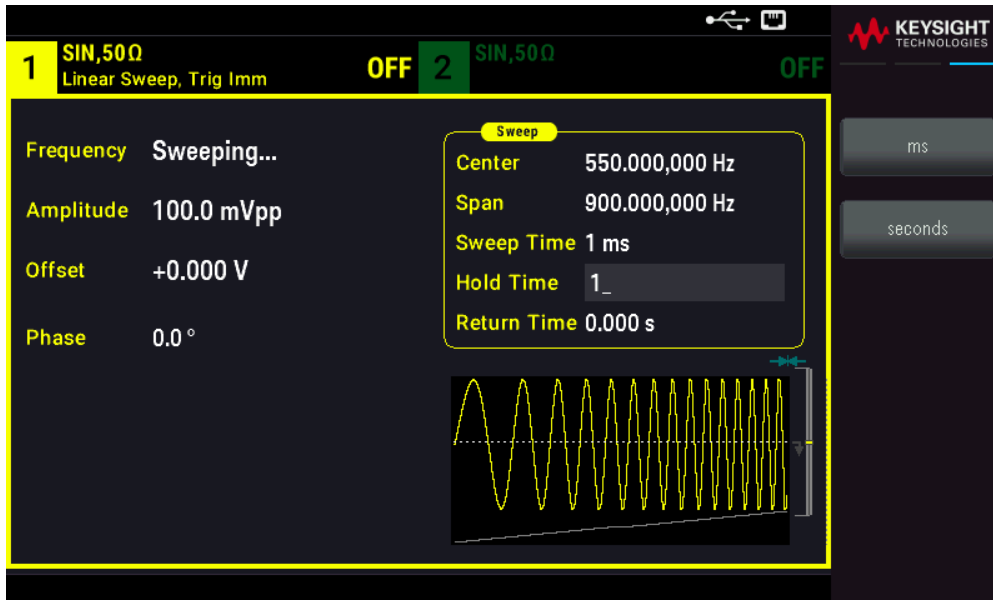 KEYSIGHT
TECHNOLOGIES
1 SIN,50Ω OFF
Linear Sweep, Trig Imm
2 SIN,50Ω OFF
Frequency Sweeping...
Amplitude 100.0 mVpp
Offset +0.000 V
Phase 0.0 °
Sweep
Center 550.000,000 Hz
Span 900.000,000 Hz
Sweep Time 1 ms
Hold Time 1_
Return Time 0.000 s
ms
seconds